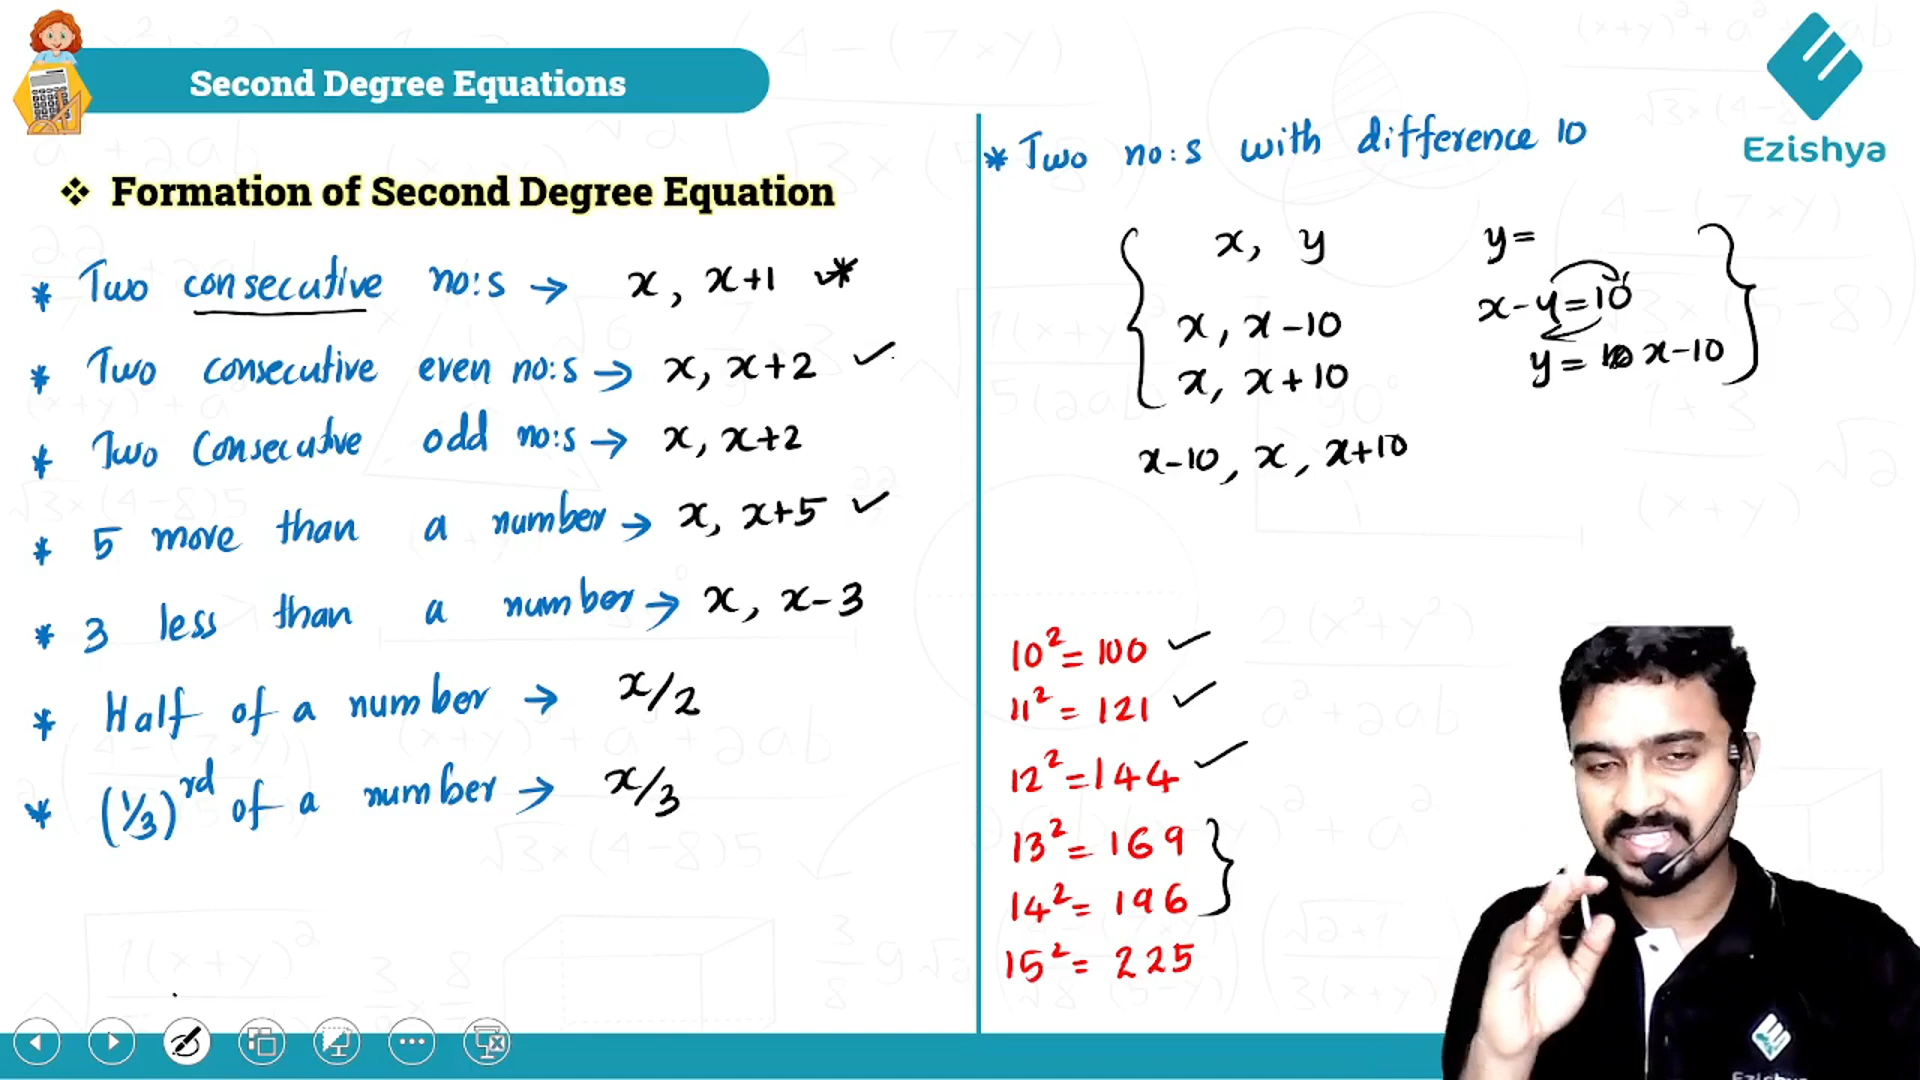 Second Degree Equations
Ezishya
❖ Formation of Second Degree Equation
* Two consecutive no:s → x, x+1 ✓*
* Two consecutive even no:s → x, x+2 ✓
* Two Consecutive odd no:s → x, x+2
* 5 more than a number → x, x+5 ✓
* 3 less than a number → x, x-3
* Half of a number → x/2
* (1/3)rd of a number → x/3
* Two no:s with difference 10
x, y
y=
x, x-10
x-y=10
x, x+10
y= x-10
x-10, x, x+10
10²= 100 ✓
11² = 121 ✓
12²=144 ✓
13²= 169
14²= 196
15²= 225
Ezishya